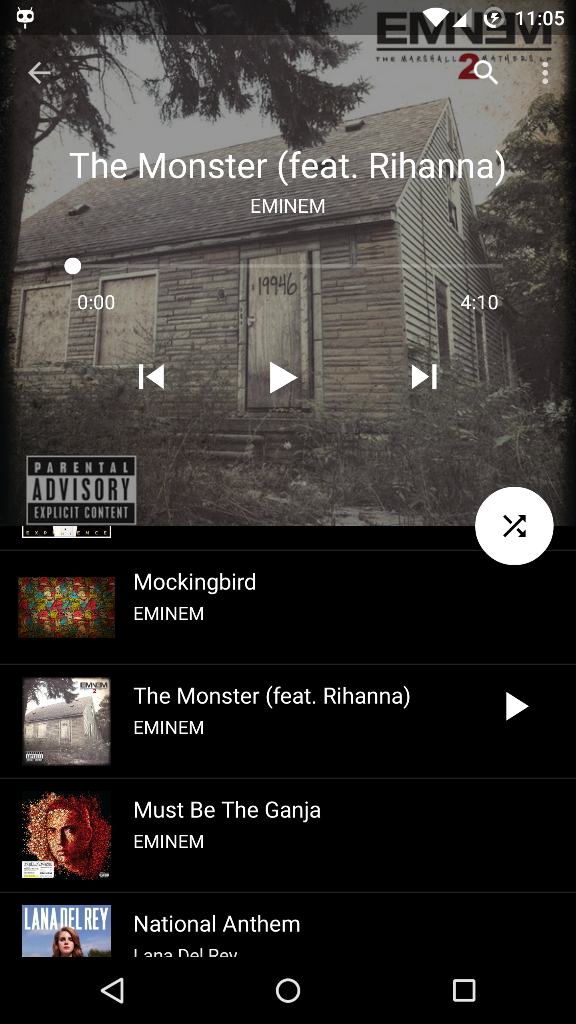 11:05
EMINEM
THE MARSHALL MATHERS LP
2
The Monster (feat. Rihanna)
EMINEM
19946
0:00
4:10
PARENTAL
ADVISORY
EXPLICIT CONTENT
EXPERIENCE
Mockingbird
EMINEM
EMINEM
The Monster (feat. Rihanna)
EMINEM
Must Be The Ganja
EMINEM
LANA DEL REY
National Anthem
Lana Del Rey